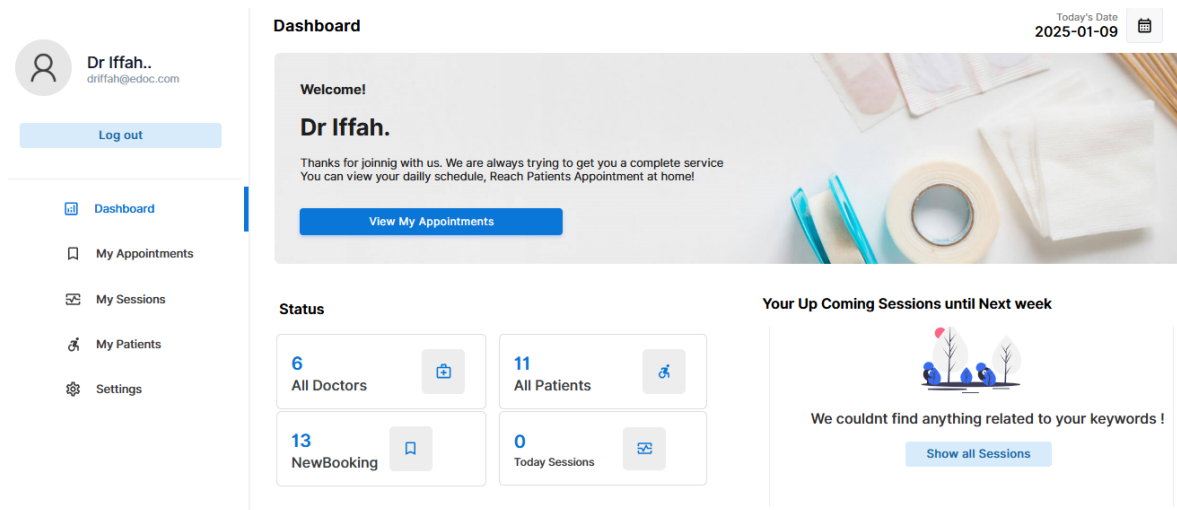 Dr Iffah..
driffah@edoc.com
Log out
Dashboard
My Appointments
My Sessions
My Patients
Settings
Dashboard
Today's Date
2025-01-09
Welcome!
Dr Iffah.
Thanks for joinnig with us. We are always trying to get you a complete service
You can view your dailly schedule, Reach Patients Appointment at home!
View My Appointments
Status
6
All Doctors
11
All Patients
13
NewBooking
0
Today Sessions
Your Up Coming Sessions until Next week
We couldnt find anything related to your keywords !
Show all Sessions